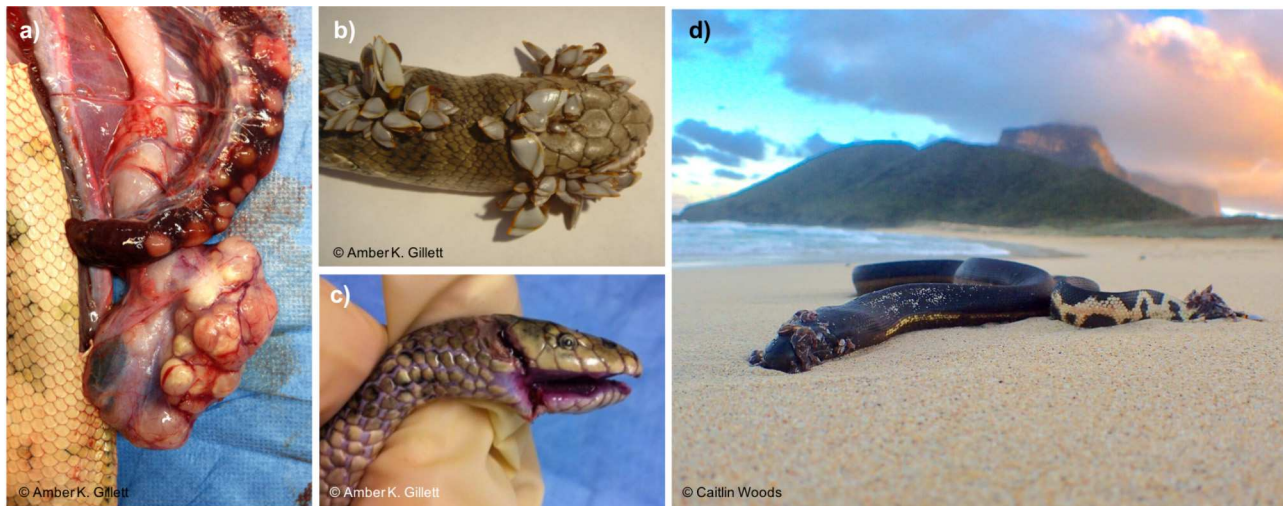 a)
© Amber K. Gillett
b)
© Amber K. Gillett
c)
© Amber K. Gillett
d)
© Caitlin Woods